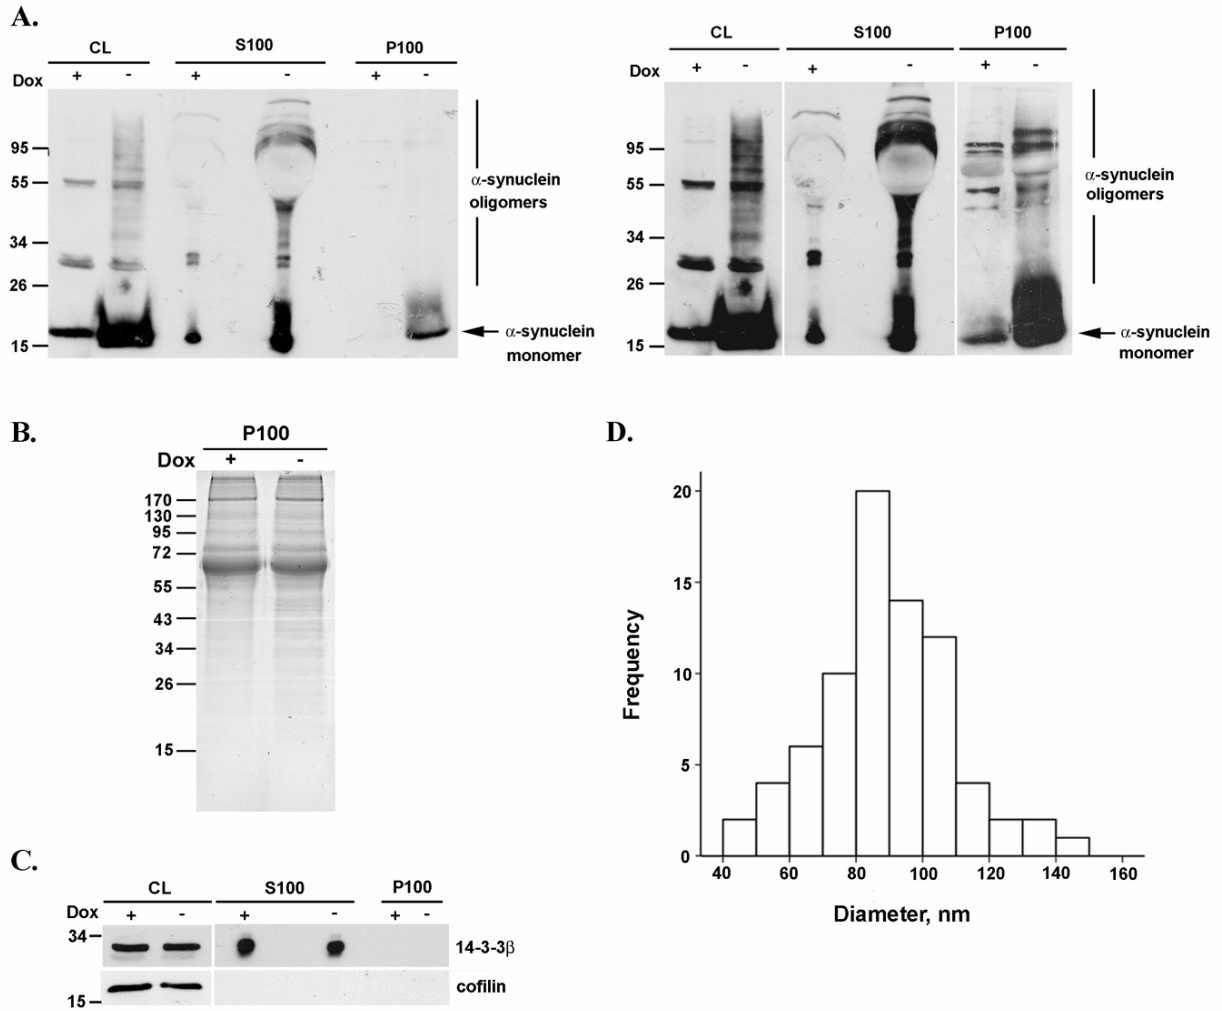 A.
CL S100 P100
Dox + - + - + -
95
55
34
26
15
α-synuclein
oligomers
α-synuclein
monomer
CL S100 P100
Dox + - + - + -
95
55
34
26
15
α-synuclein
oligomers
α-synuclein
monomer
B.
P100
Dox + -
170
130
95
72
55
43
34
26
15
C.
CL S100 P100
Dox + - + - + -
34
14-3-3β
cofilin
15
D.
20
15
10
5
0
Frequency
40 60 80 100 120 140 160
Diameter, nm